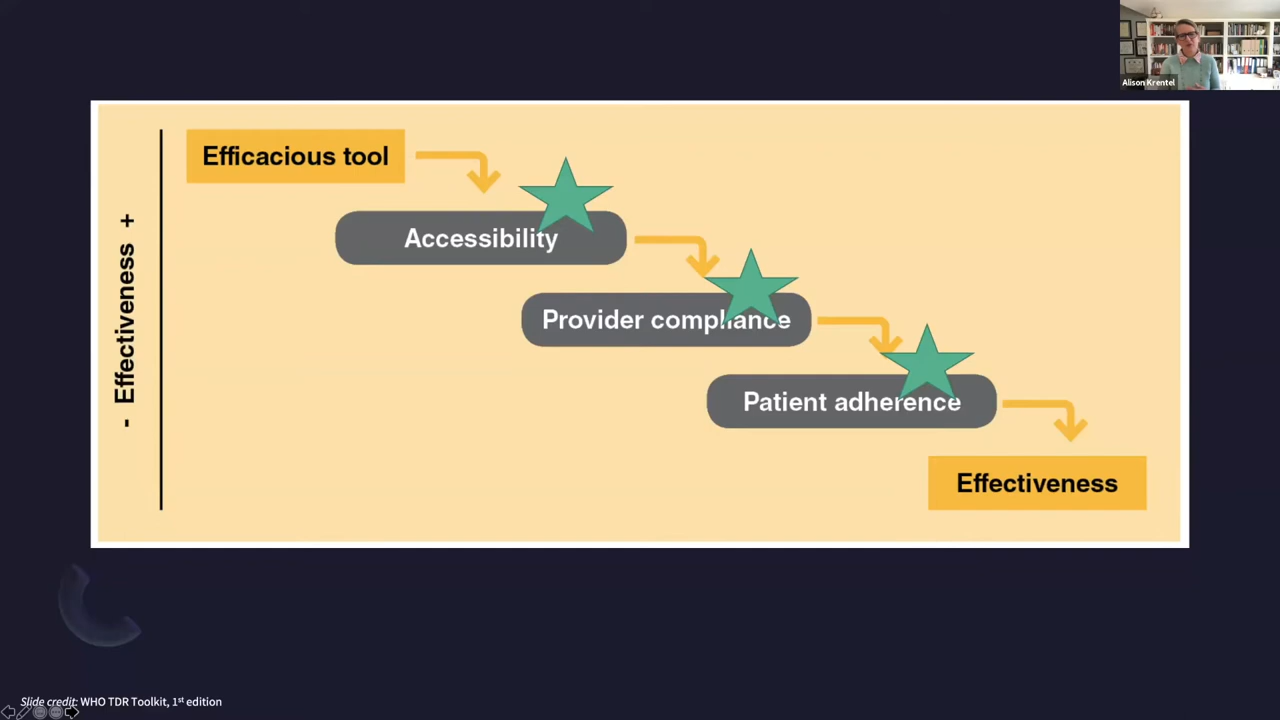 Alison Krentel
Efficacious tool
Accessibility
Provider compliance
Patient adherence
Effectiveness
- Effectiveness +
Slide credit: WHO TDR Toolkit, 1st edition